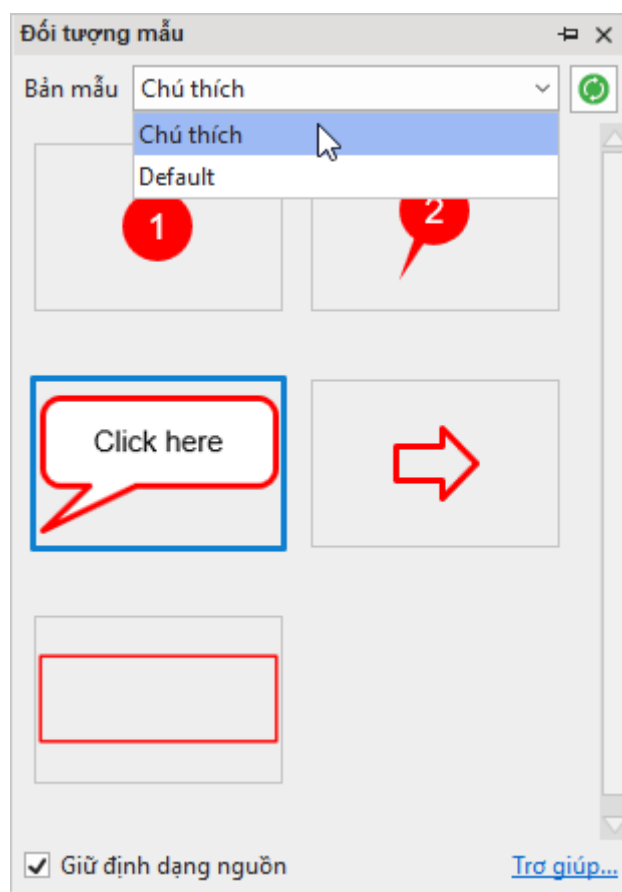 Đối tượng mẫu
Bản mẫu Chú thích
Chú thích
Default
1 2
Click here
Giữ định dạng nguồn Trợ giúp...